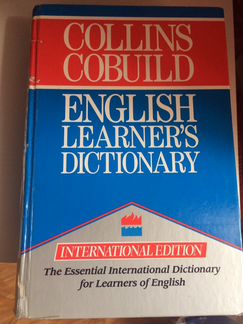 COLLINS
COBUILD
ENGLISH
LEARNER'S
DICTIONARY
INTERNATIONAL EDITION
The Essential International Dictionary
for Learners of English